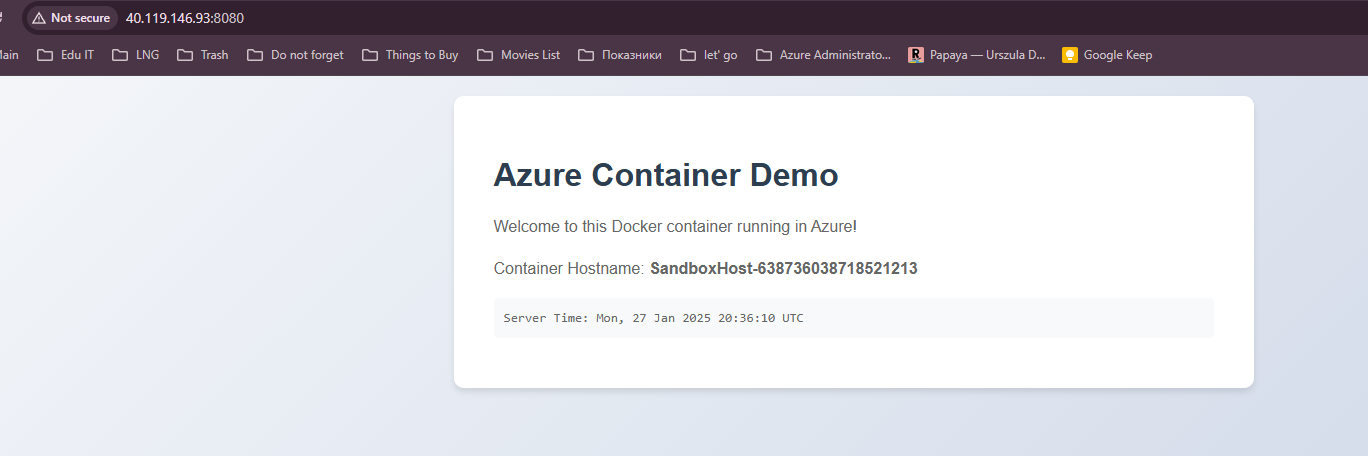 Not secure 40.119.146.93:8080
Edu IT LNG Trash Do not forget Things to Buy Movies List Показники let' go Azure Administrato... Papaya — Urszula D... Google Keep
Azure Container Demo
Welcome to this Docker container running in Azure!
Container Hostname: SandboxHost-638736038718521213
Server Time: Mon, 27 Jan 2025 20:36:10 UTC